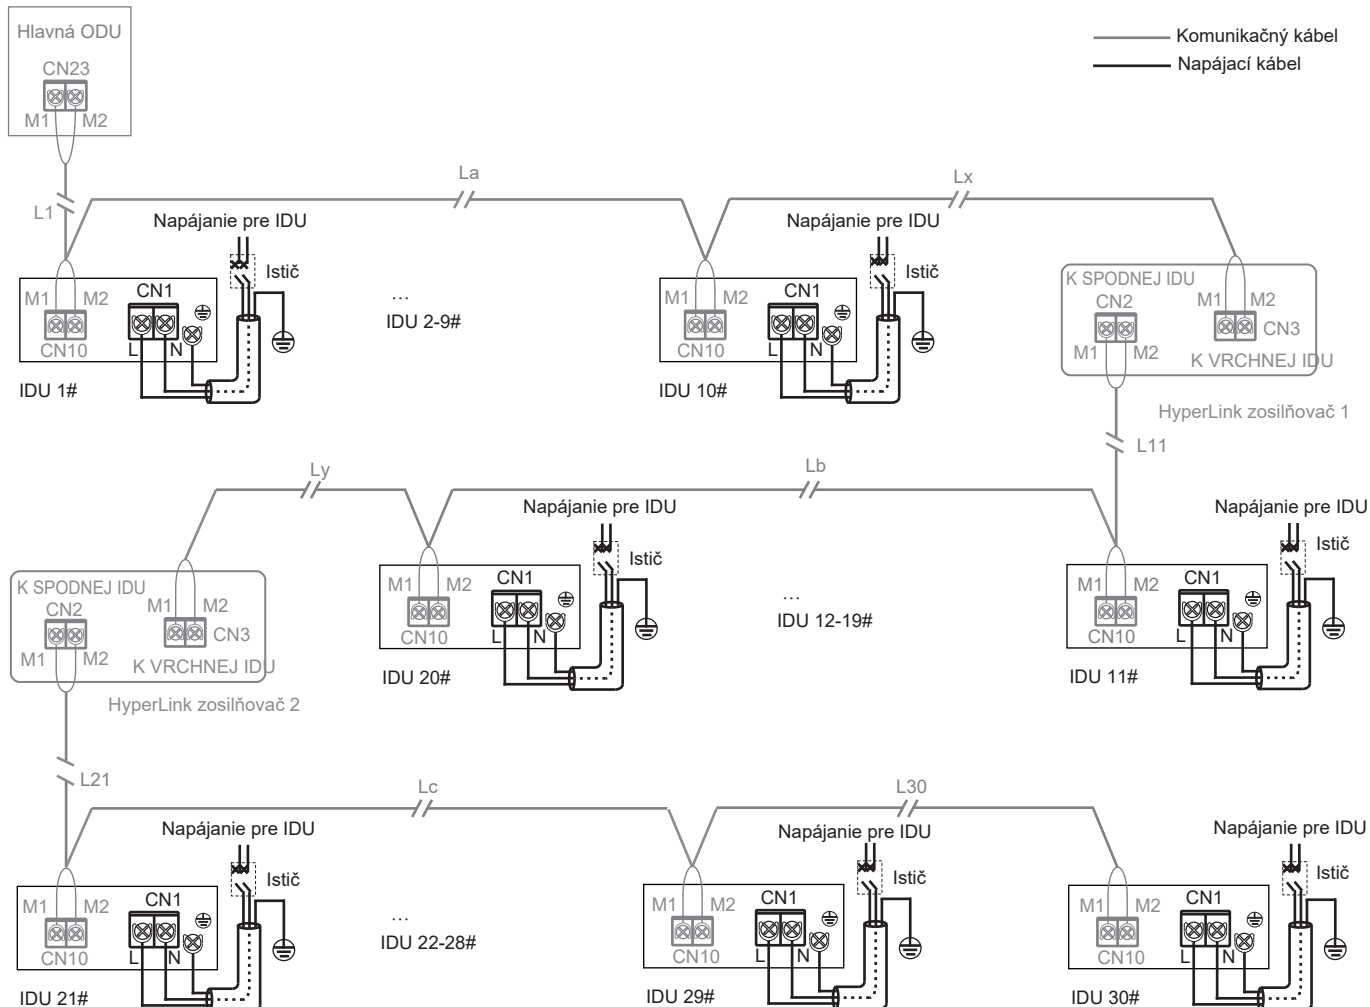 Hlavná ODU
CN23
M1 M2
Komunikačný kábel
Napájací kábel
L1
La
Lx
Napájanie pre IDU
Istič
M1 M2
CN10
CN1
L N
IDU 1#
...
IDU 2-9#
Napájanie pre IDU
Istič
M1 M2
CN10
CN1
L N
IDU 10#
K SPODNEJ IDU
CN2
M1 M2
M1 M2
CN3
K VRCHNEJ IDU
HyperLink zosilňovač 1
L11
Ly
Lb
K SPODNEJ IDU
CN2
M1 M2
M1 M2
CN3
K VRCHNEJ IDU
HyperLink zosilňovač 2
Napájanie pre IDU
Istič
M1 M2
CN10
CN1
L N
IDU 20#
...
IDU 12-19#
Napájanie pre IDU
Istič
M1 M2
CN10
CN1
L N
IDU 11#
L21
Lc
L30
Napájanie pre IDU
Istič
M1 M2
CN10
CN1
L N
IDU 21#
...
IDU 22-28#
Napájanie pre IDU
Istič
M1 M2
CN10
CN1
L N
IDU 29#
Napájanie pre IDU
Istič
M1 M2
CN10
CN1
L N
IDU 30#